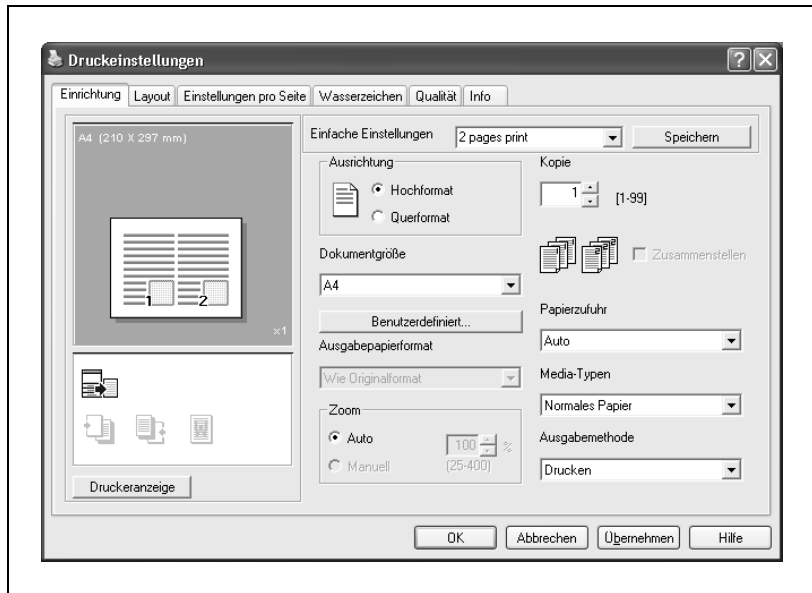 Druckeinstellungen
Einrichtung Layout Einstellungen pro Seite Wasserzeichen Qualität Info
A4 (210 X 297 mm)
1 2
x1
Druckeranzeige
Einfache Einstellungen 2 pages print Speichern
Ausrichtung
Hochformat
Querformat
Dokumentgröße
A4
Benutzerdefiniert...
Ausgabepapierformat
Wie Originalformat
Zoom
Auto
100 %
Manuell
(25-400)
Kopie
1 [1-99]
Zusammenstellen
Papierzufuhr
Auto
Media-Typen
Normales Papier
Ausgabemethode
Drucken
OK Abbrechen Übernehmen Hilfe